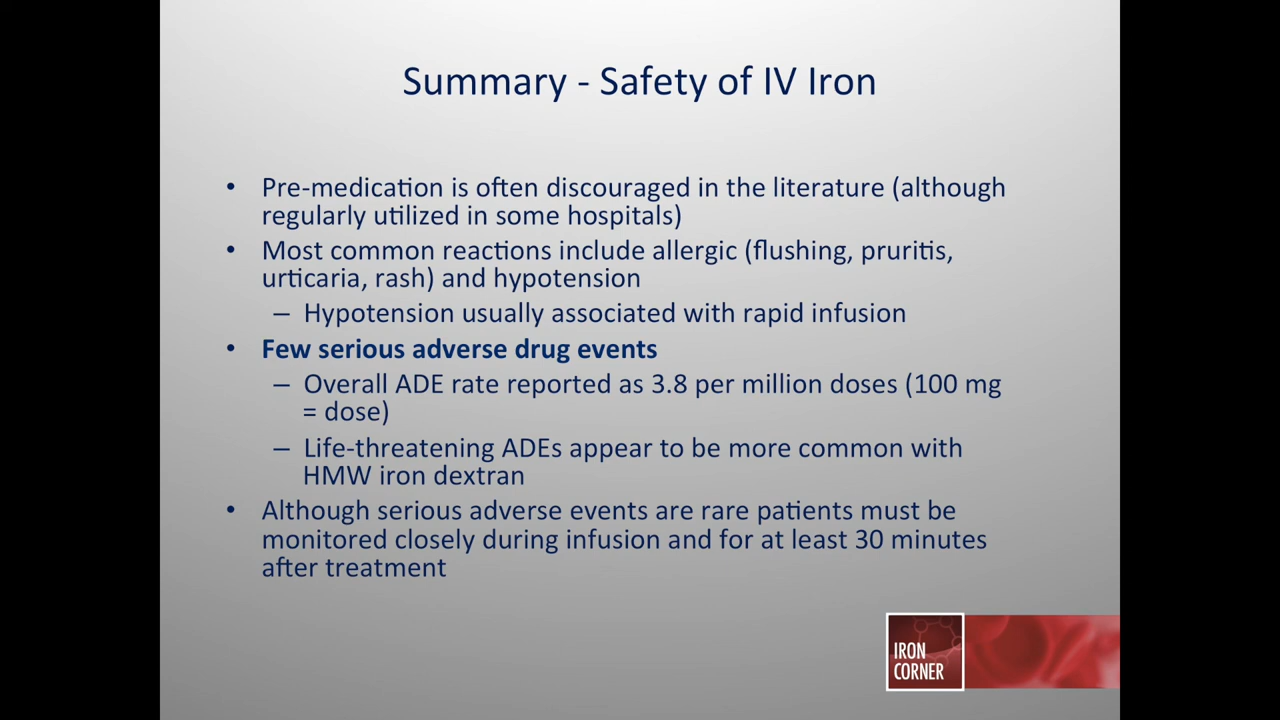 Summary - Safety of IV Iron
• Pre-medication is often discouraged in the literature (although
regularly utilized in some hospitals)
• Most common reactions include allergic (flushing, pruritis,
urticaria, rash) and hypotension
– Hypotension usually associated with rapid infusion
• Few serious adverse drug events
– Overall ADE rate reported as 3.8 per million doses (100 mg
= dose)
– Life-threatening ADEs appear to be more common with
HMW iron dextran
• Although serious adverse events are rare patients must be
monitored closely during infusion and for at least 30 minutes
after treatment
IRON
CORNER